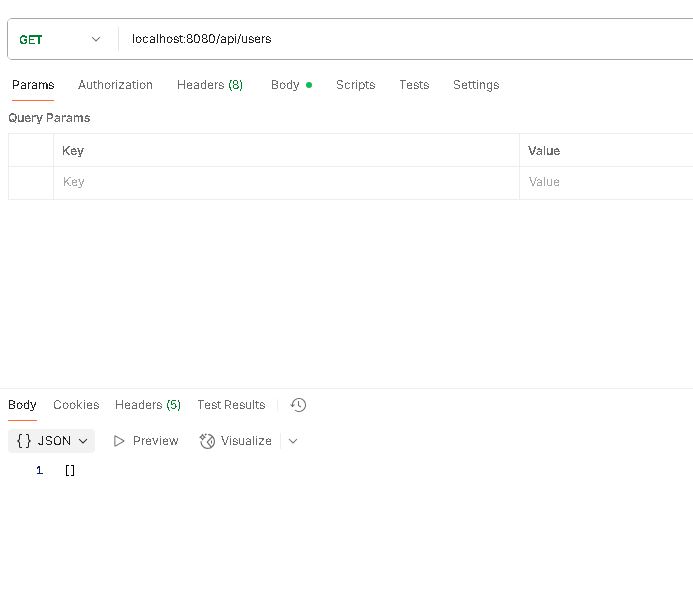 GET localhost:8080/api/users
Params Authorization Headers (8) Body Scripts Tests Settings
Query Params
Key Value
Key Value
Body Cookies Headers (5) Test Results
{} JSON Preview Visualize
1 []